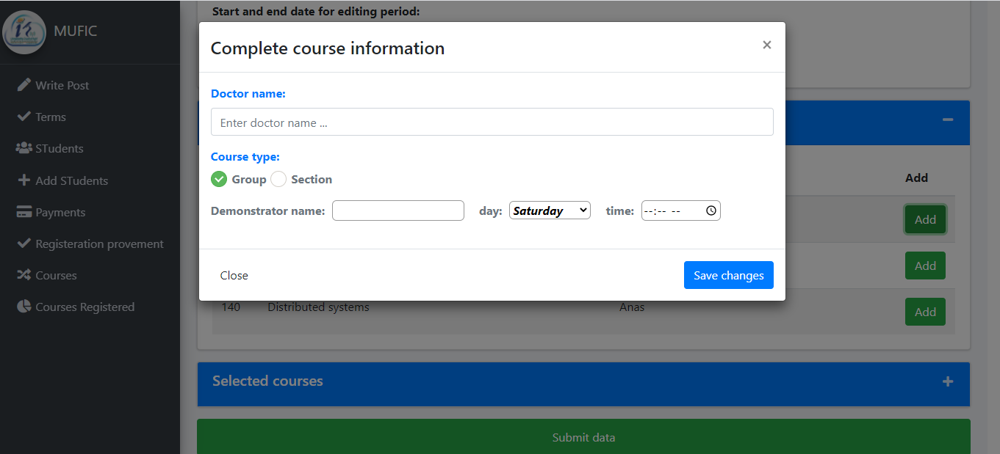 MUFIC
Write Post
Terms
STudents
Add STudents
Payments
Registeration provement
Courses
Courses Registered
Start and end date for editing period:
Complete course information
×
Doctor name:
Enter doctor name ...
Course type:
Group Section
Demonstrator name: day: Saturday time: --:-- --
Close Save changes
Add
Add
Add
140 Distributed systems Anas Add
Selected courses
Submit data